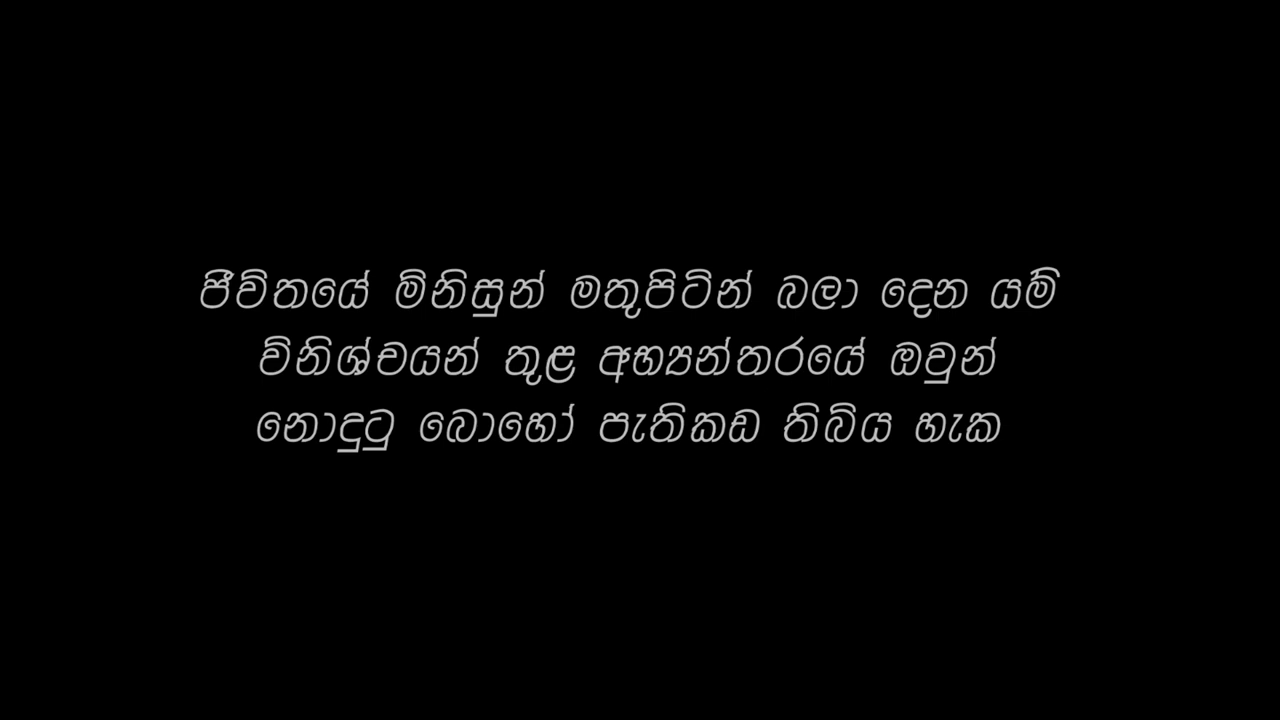 ජීවිතයේ මිනිසුන් මතුපිටින් බලා දෙන යම්
විනිශ්චයන් තුළ අභ්‍යන්තරයේ ඔවුන්
නොදුටු බොහෝ පැතිකඩ තිබිය හැක